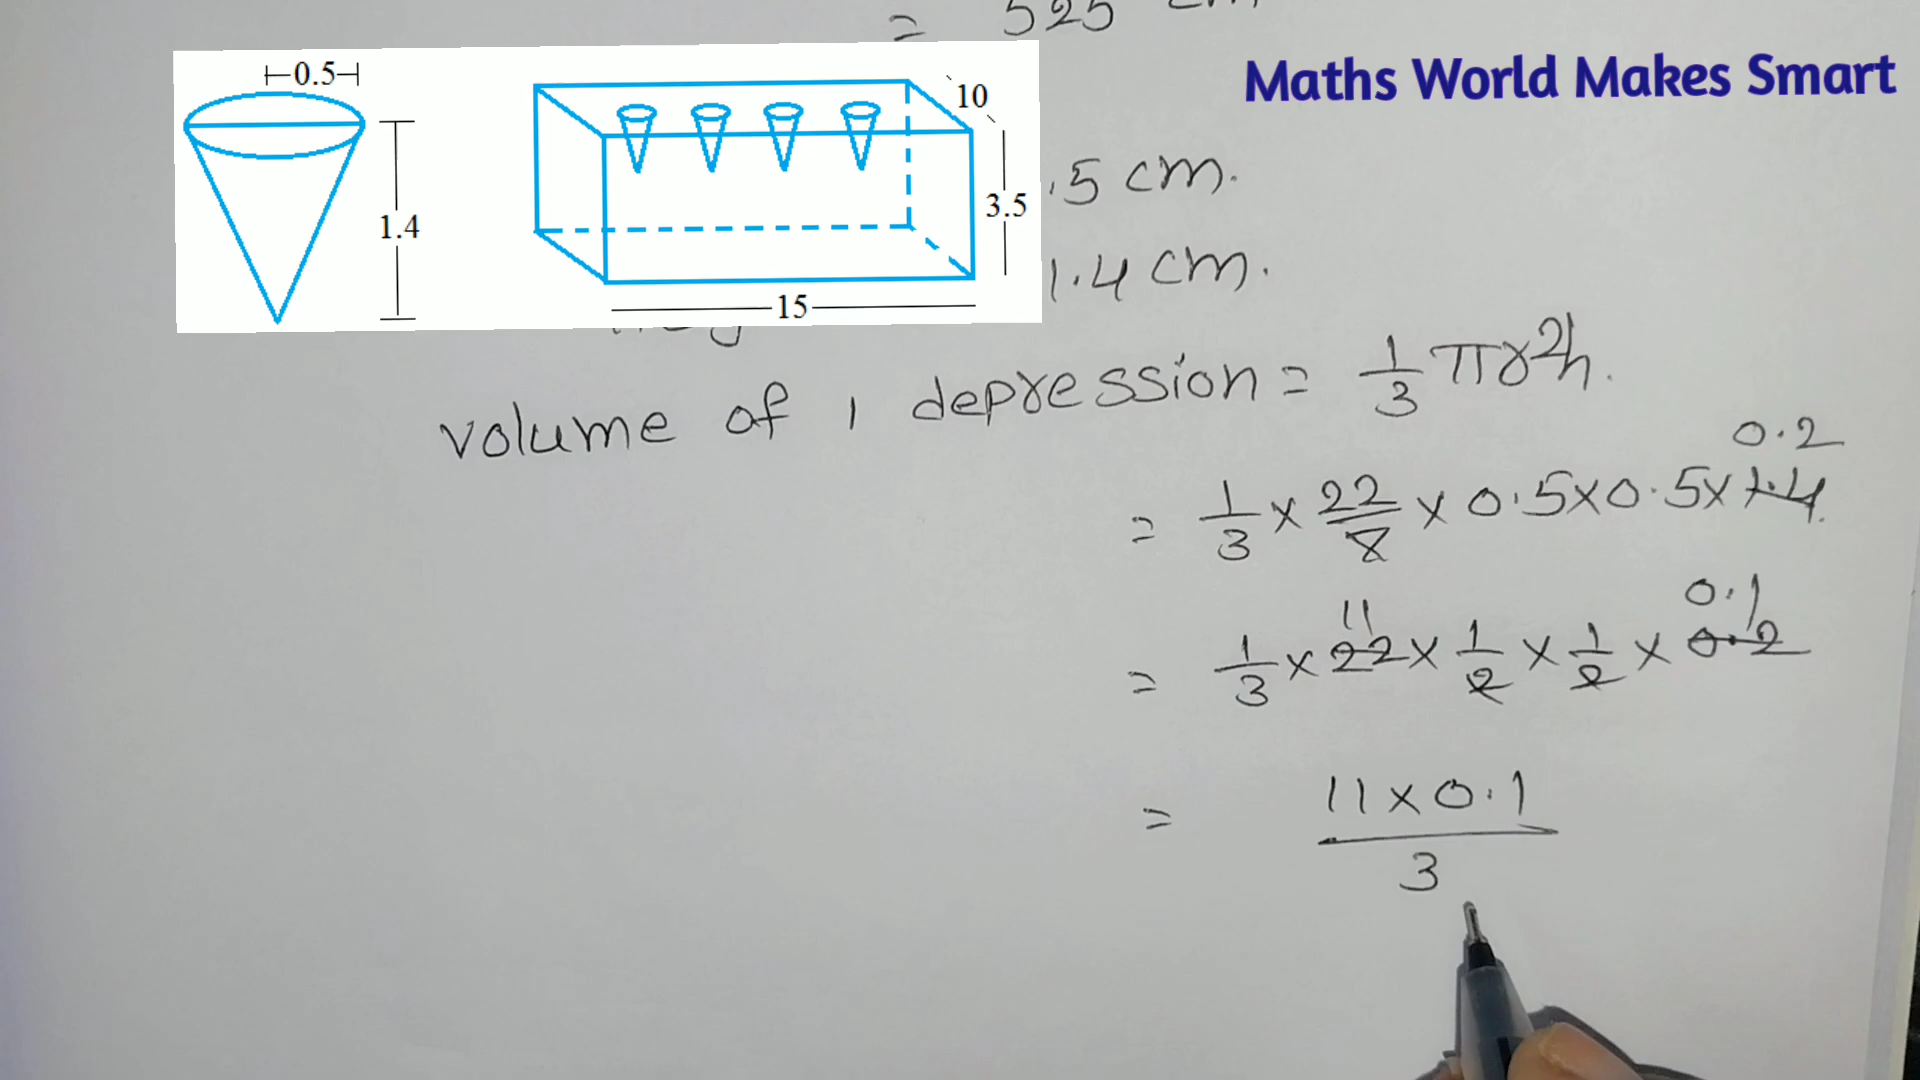 = 525 cm
Maths World Makes Smart
0.5
1.4
10
3.5
15
.5 cm.
1.4 cm.
volume of 1 depression = 1/3 πr²h.
0.2
= 1/3 × 22/7 × 0.5×0.5×1.4
11 0.1
= 1/3 × 22 × 1/2 × 1/2 × 0.2
= 11 × 0.1 / 3